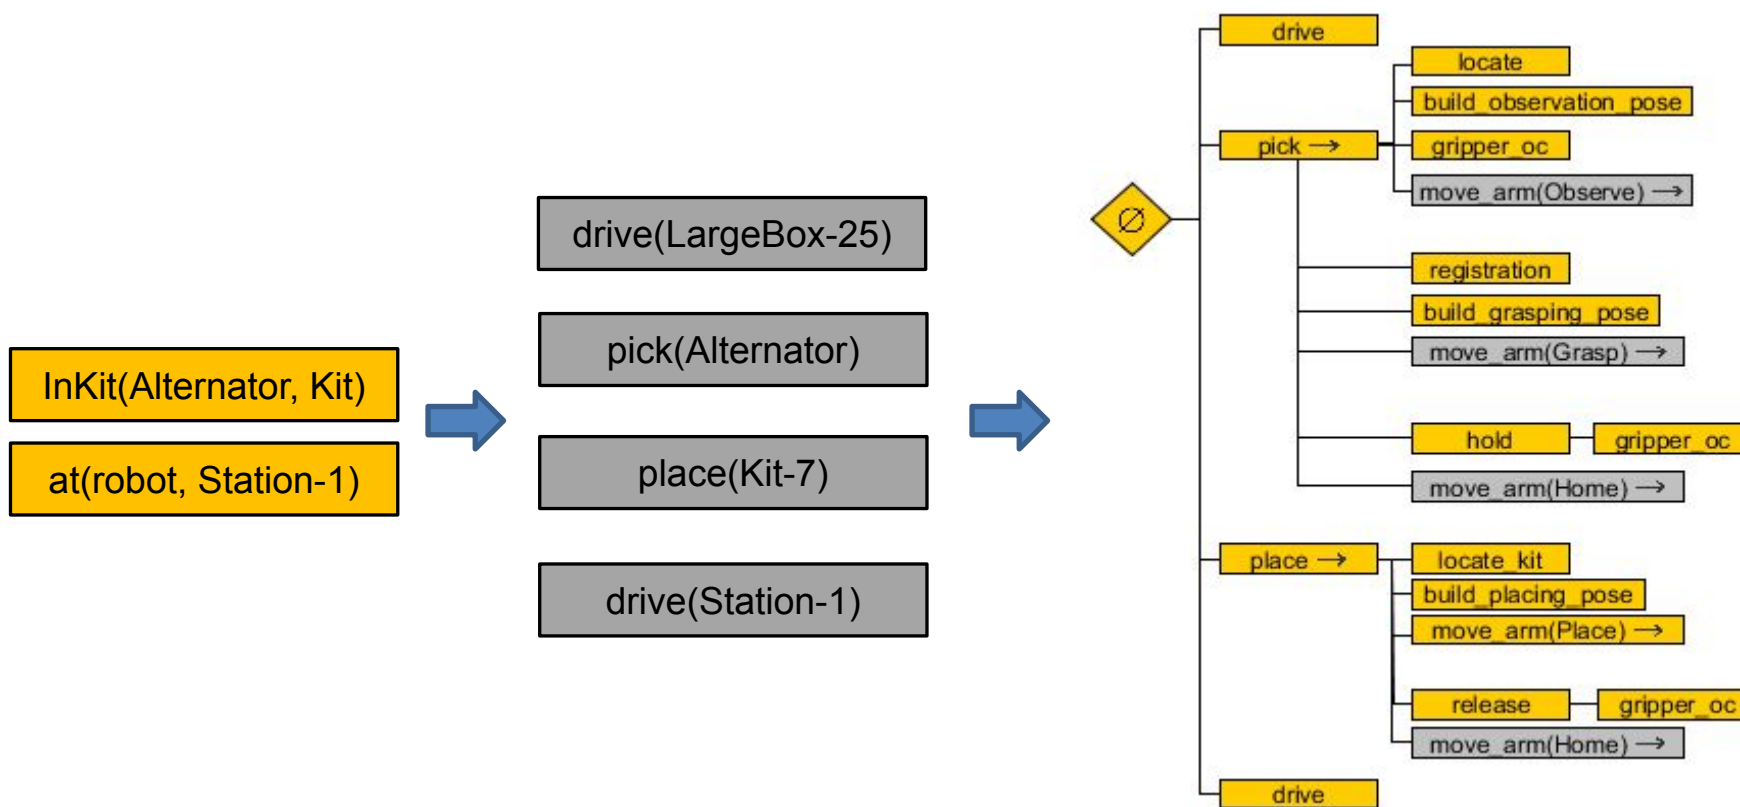 InKit(Alternator, Kit)
at(robot, Station-1)
drive(LargeBox-25)
pick(Alternator)
place(Kit-7)
drive(Station-1)
∅
drive
pick →
locate
build_observation_pose
gripper_oc
move_arm(Observe) →
registration
build_grasping_pose
move_arm(Grasp) →
hold
gripper_oc
move_arm(Home) →
place →
locate_kit
build_placing_pose
move_arm(Place) →
release
gripper_oc
move_arm(Home) →
drive